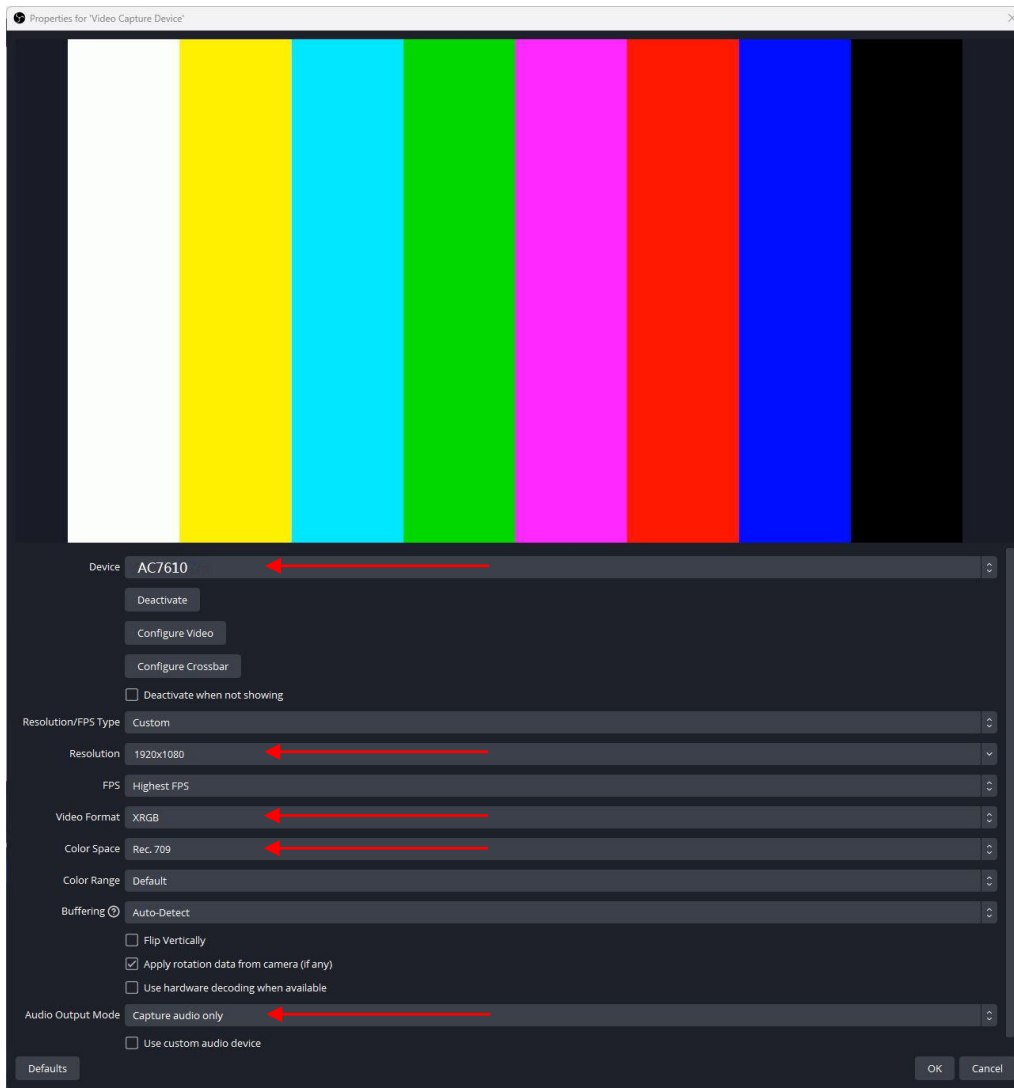 Properties for 'Video Capture Device'
Device AC7610
Deactivate
Configure Video
Configure Crossbar
Deactivate when not showing
Resolution/FPS Type Custom
Resolution 1920x1080
FPS Highest FPS
Video Format XRGB
Color Space Rec. 709
Color Range Default
Buffering ? Auto-Detect
Flip Vertically
Apply rotation data from camera (if any)
Use hardware decoding when available
Audio Output Mode Capture audio only
Use custom audio device
Defaults OK Cancel